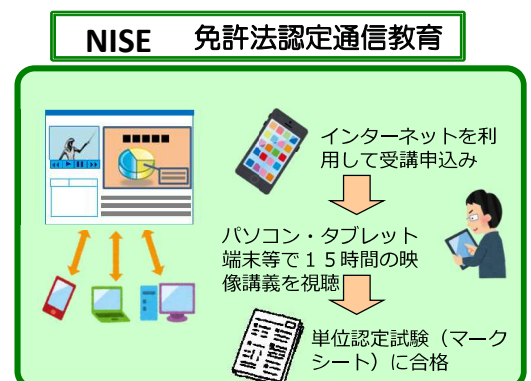 NISE 免許法認定通信教育
インターネットを利
用して受講申込み
パソコン・タブレット
端末等で１５時間の映
像講義を視聴
単位認定試験（マーク
シート）に合格